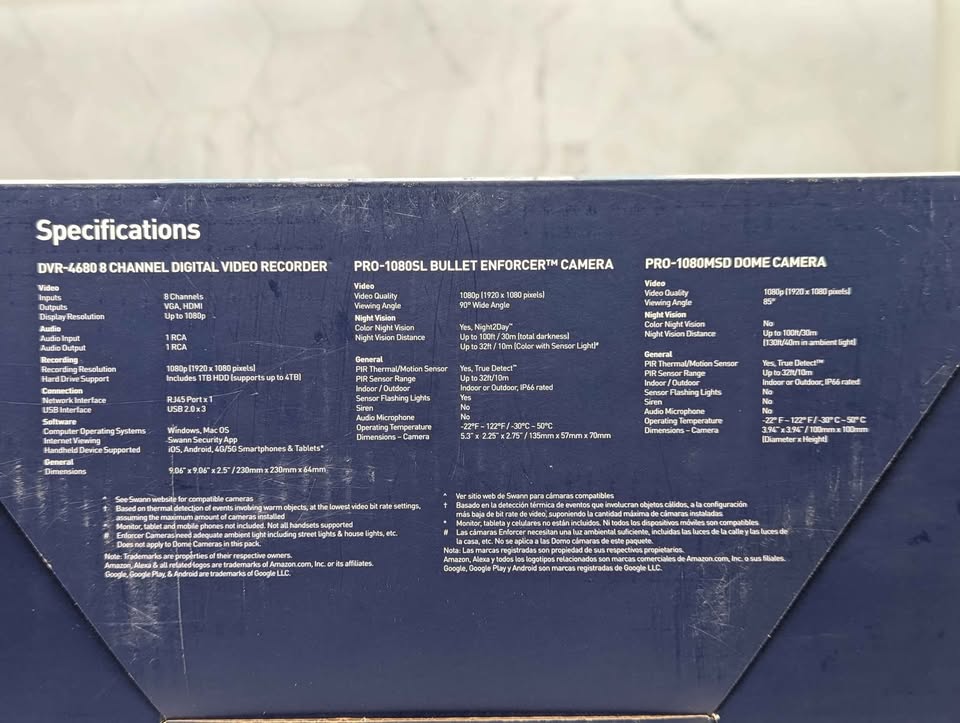 Specifications
DVR-4680 8 CHANNEL DIGITAL VIDEO RECORDER
Video
Inputs 8 Channels
Outputs VGA, HDMI
Display Resolution Up to 1080p
Audio
Audio Input 1 RCA
Audio Output 1 RCA
Recording
Recording Resolution 1080p (1920 x 1080 pixels)
Hard Drive Support Includes 1TB HDD (supports up to 4TB)
Connection
Network Interface RJ45 Port x 1
USB Interface USB 2.0 x 3
Software
Computer Operating Systems Windows, Mac OS
Internet Viewing Swann Security App
Handheld Device Supported iOS, Android, 4G/5G Smartphones & Tablets*
General
Dimensions 9.06" x 9.06" x 2.5" / 230mm x 230mm x 64mm
PRO-1080SL BULLET ENFORCER™ CAMERA
Video
Video Quality 1080p (1920 x 1080 pixels)
Viewing Angle 90° Wide Angle
Night Vision
Color Night Vision Yes, Night2Day™
Night Vision Distance Up to 100ft / 30m (total darkness)
Up to 32ft / 10m (Color with Sensor Light)#
General
PIR Thermal/Motion Sensor Yes, True Detect™
PIR Sensor Range Up to 32ft/10m
Indoor / Outdoor Indoor or Outdoor, IP66 rated
Sensor Flashing Lights Yes
Siren No
Audio Microphone No
Operating Temperature -22°F ~ 122°F / -30°C ~ 50°C
Dimensions – Camera 5.3" x 2.25" x 2.75" / 135mm x 57mm x 70mm
PRO-1080MSD DOME CAMERA
Video
Video Quality 1080p (1920 x 1080 pixels)
Viewing Angle 85°
Night Vision
Color Night Vision No
Night Vision Distance Up to 100ft/30m
(130ft/40m in ambient light)
General
PIR Thermal/Motion Sensor Yes, True Detect™
PIR Sensor Range Up to 32ft/10m
Indoor / Outdoor Indoor or Outdoor, IP66 rated
Sensor Flashing Lights No
Siren No
Audio Microphone No
Operating Temperature -22° F ~ 122° F / -30° C ~ 50° C
Dimensions – Camera 3.94" x 3.94" / 100mm x 100mm
(Diameter x Height)
^ See Swann website for compatible cameras
† Based on thermal detection of events involving warm objects, at the lowest video bit rate settings,
assuming the maximum amount of cameras installed
* Monitor, tablet and mobile phones not included. Not all handsets supported
# Enforcer Cameras need adequate ambient light including street lights & house lights, etc.
Does not apply to Dome Cameras in this pack.
Note: Trademarks are properties of their respective owners.
Amazon, Alexa & all related logos are trademarks of Amazon.com, Inc. or its affiliates.
Google, Google Play, & Android are trademarks of Google LLC.
^ Ver sitio web de Swann para cámaras compatibles
† Basado en la detección térmica de eventos que involucran objetos cálidos, a la configuración
más baja de bit rate de video, suponiendo la cantidad máxima de cámaras instaladas
* Monitor, tableta y celulares no están incluidos. Ni todos los dispositivos móviles son compatibles.
# Las cámaras Enforcer necesitan una luz ambiental suficiente, incluidas las luces de la calle y las luces de
la casa, etc. No se aplica a las Domo cámaras de este paquete.
Nota: Las marcas registradas son propiedad de sus respectivos propietarios.
Amazon, Alexa y todos los logotipos relacionados son marcas comerciales de Amazon.com, Inc. o sus filiales.
Google, Google Play y Android son marcas registradas de Google LLC.